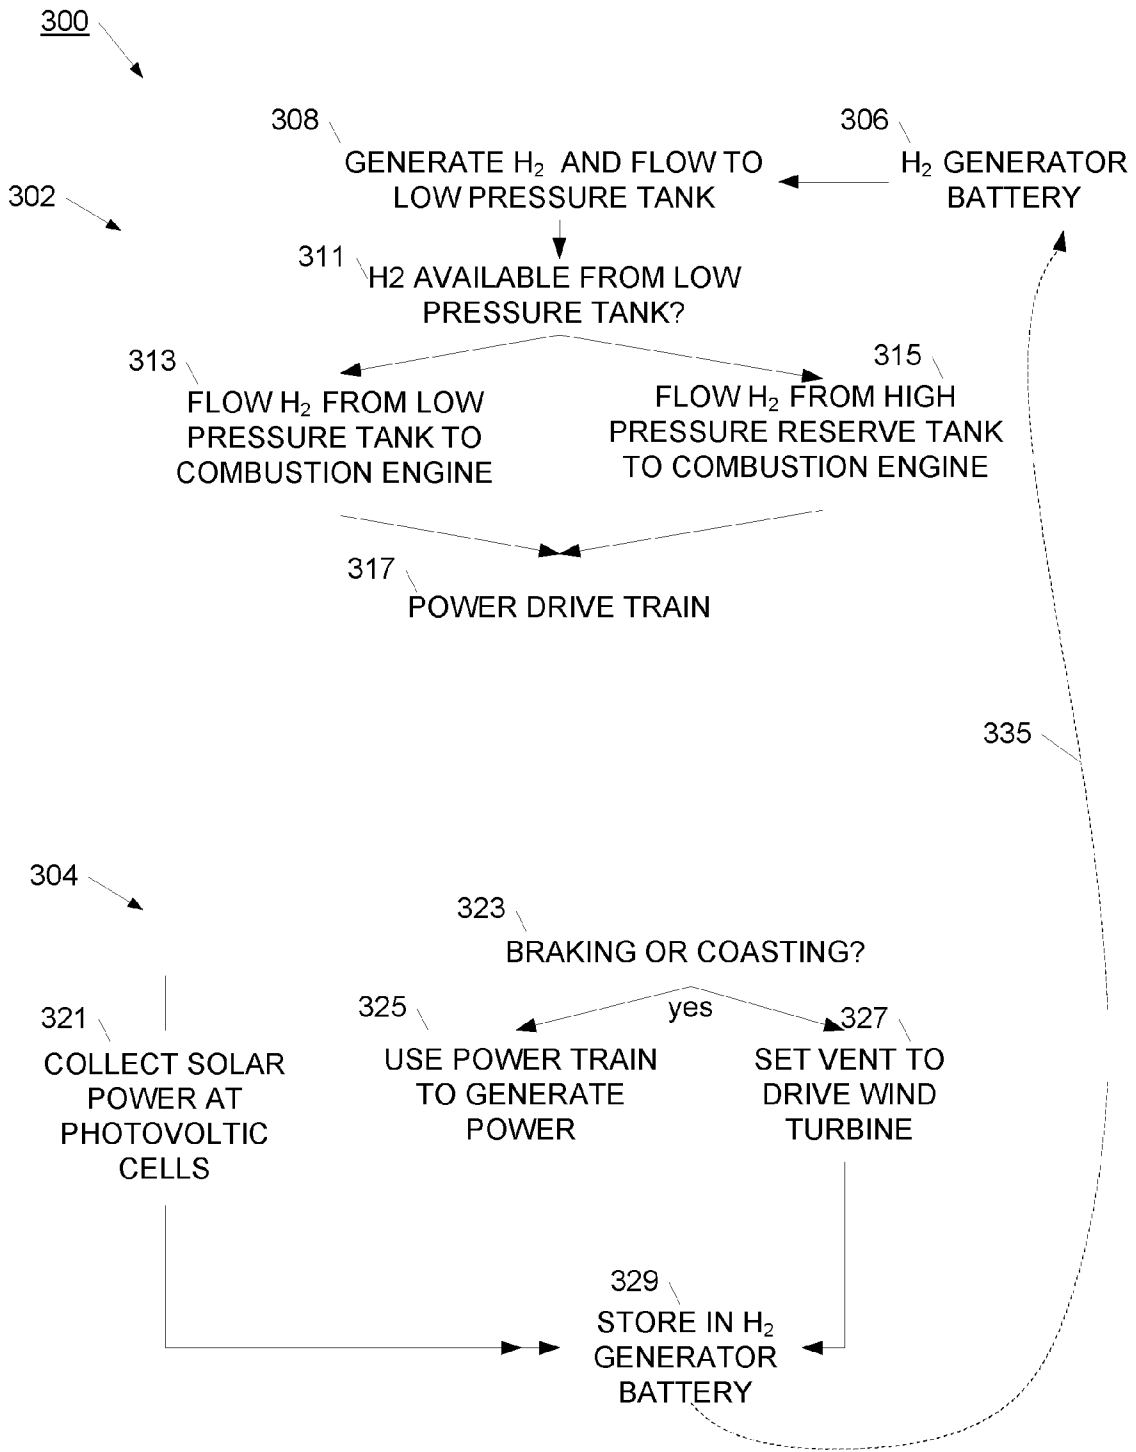 300
308
306
GENERATE H₂ AND FLOW TO
LOW PRESSURE TANK
H₂ GENERATOR
BATTERY
302
311
H2 AVAILABLE FROM LOW
PRESSURE TANK?
313
315
FLOW H₂ FROM LOW
PRESSURE TANK TO
COMBUSTION ENGINE
FLOW H₂ FROM HIGH
PRESSURE RESERVE TANK
TO COMBUSTION ENGINE
317
POWER DRIVE TRAIN
335
304
323
BRAKING OR COASTING?
yes
321
325
327
COLLECT SOLAR
POWER AT
PHOTOVOLTIC
CELLS
USE POWER TRAIN
TO GENERATE
POWER
SET VENT TO
DRIVE WIND
TURBINE
329
STORE IN H₂
GENERATOR
BATTERY